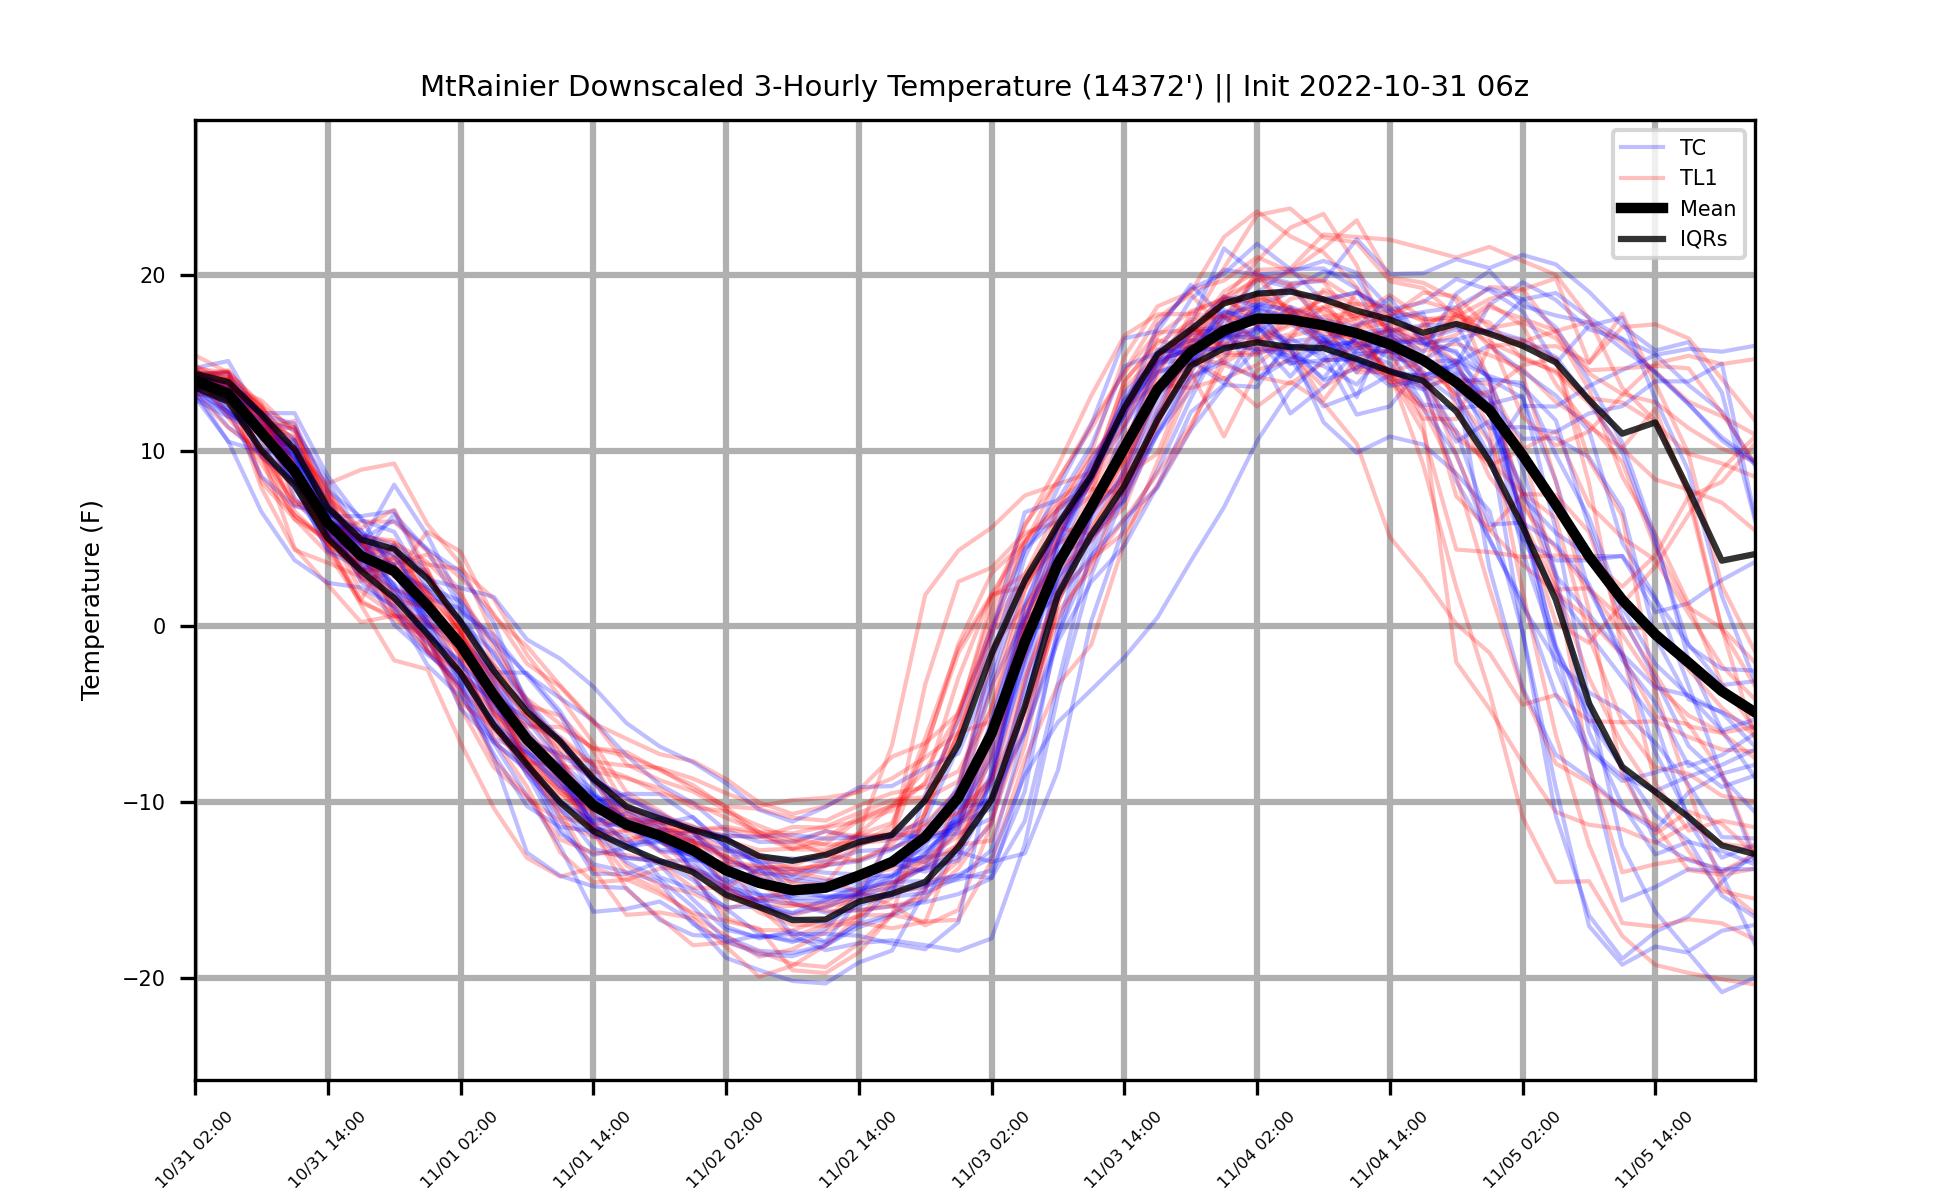 MtRainier Downscaled 3-Hourly Temperature (14372') || Init 2022-10-31 06z
TC
TL1
Mean
IQRs
Temperature (F)
20
10
0
−10
−20
10/31 02:00
10/31 14:00
11/01 02:00
11/01 14:00
11/02 02:00
11/02 14:00
11/03 02:00
11/03 14:00
11/04 02:00
11/04 14:00
11/05 02:00
11/05 14:00